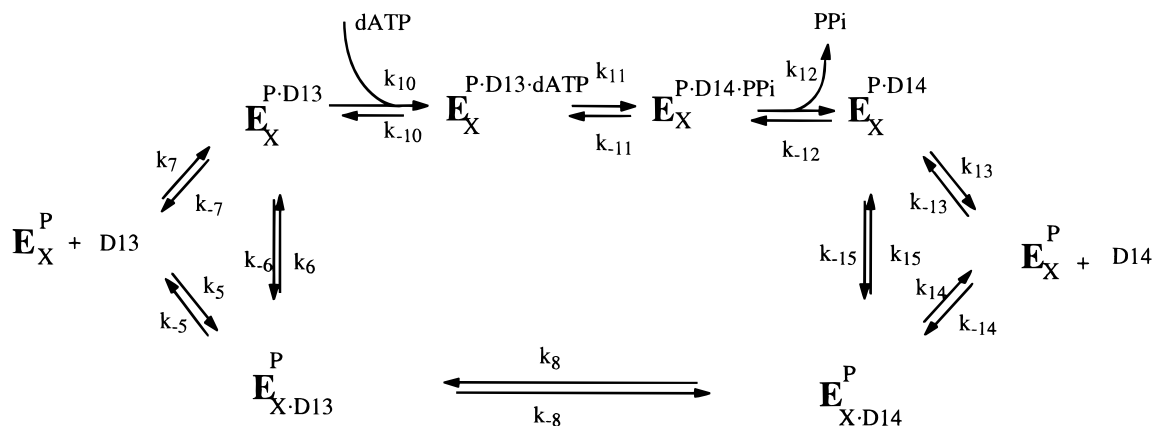 dATP
PPi
k10
k11
k12
E X P·D13
E X P·D13·dATP
E X P·D14·PPi
E X P·D14
k-10
k-11
k-12
k7
k13
k-7
k-13
E X P + D13
k-6
k6
k-15
k15
E X P + D14
k5
k14
k-5
k-14
k8
E X·D13 P
E X·D14 P
k-8